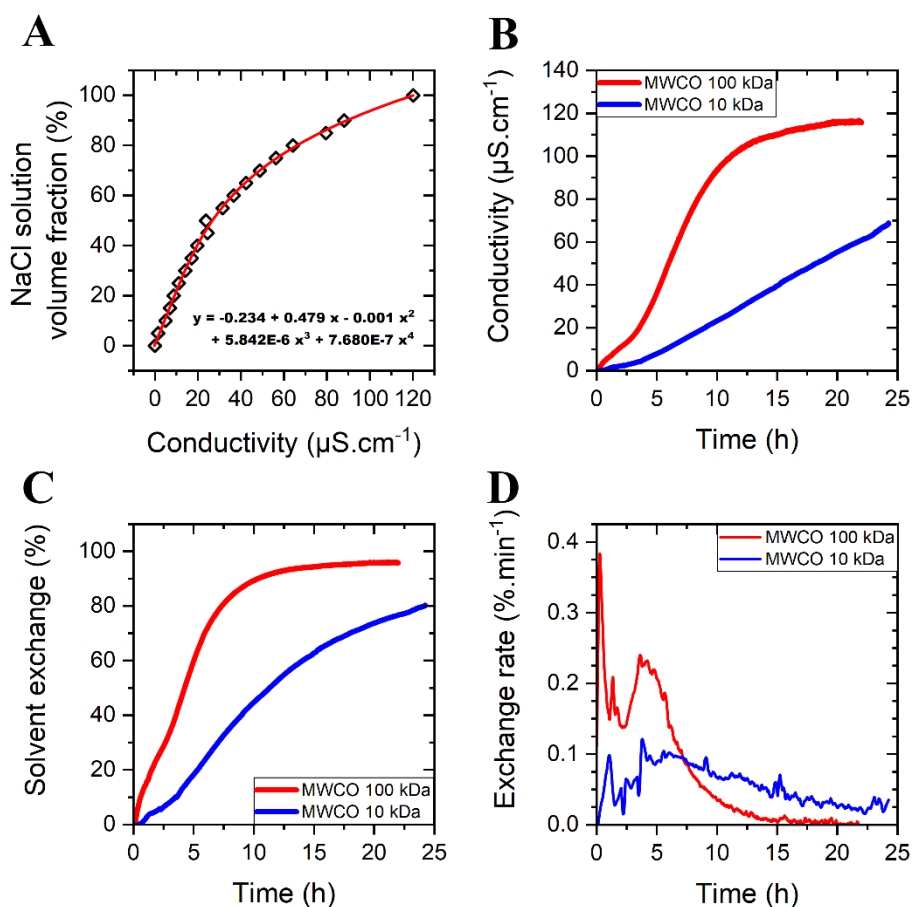 A
NaCl solution
volume fraction (%)
100
80
60
40
20
0
y = -0.234 + 0.479 x - 0.001 x²
+ 5.842E-6 x³ + 7.680E-7 x⁴
0 20 40 60 80 100 120
Conductivity (µS.cm⁻¹)
B
Conductivity (µS.cm⁻¹)
140
120
100
80
60
40
20
0
MWCO 100 kDa
MWCO 10 kDa
0 5 10 15 20 25
Time (h)
C
Solvent exchange (%)
100
80
60
40
20
0
MWCO 100 kDa
MWCO 10 kDa
0 5 10 15 20 25
Time (h)
D
Exchange rate (%.min⁻¹)
0.4
0.3
0.2
0.1
0.0
MWCO 100 kDa
MWCO 10 kDa
0 5 10 15 20 25
Time (h)